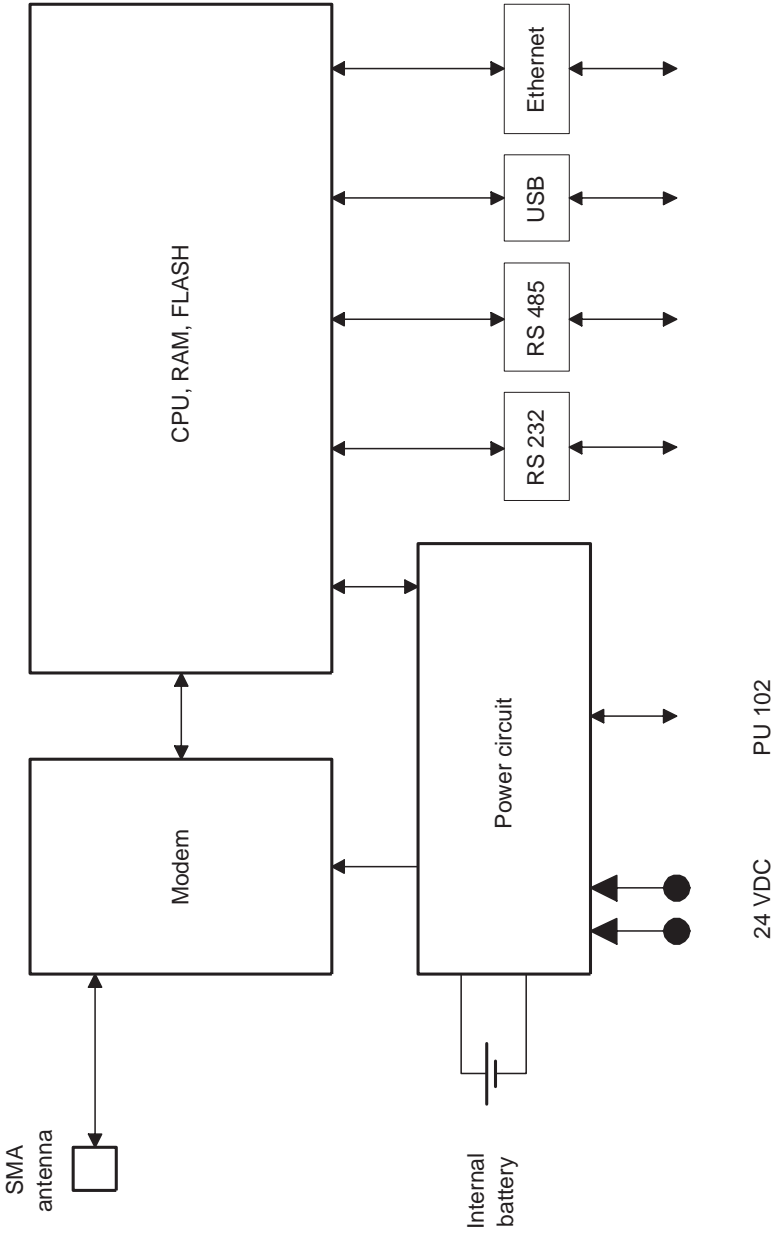 SMA
antenna
Modem
CPU, RAM, FLASH
Internal
battery
Power circuit
RS 232
RS 485
USB
Ethernet
24 VDC
PU 102